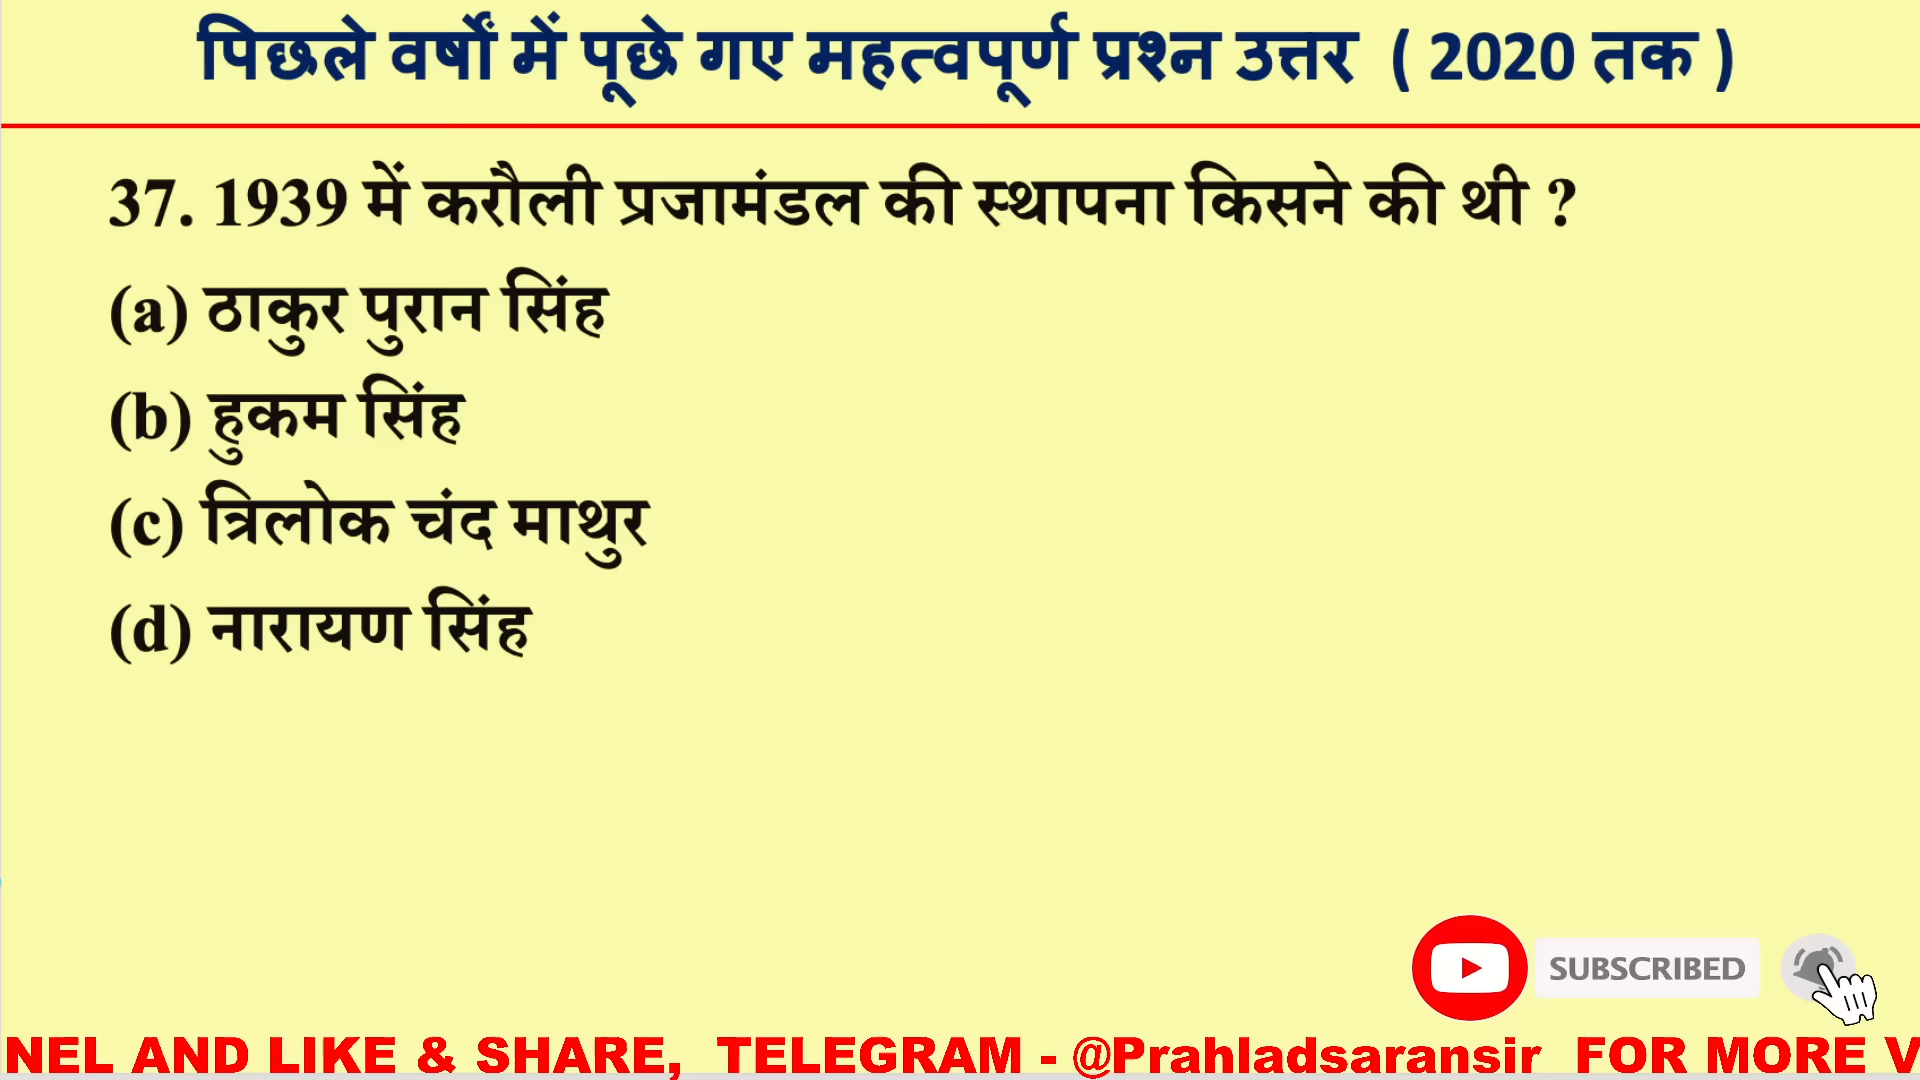 पिछले वर्षों में पूछे गए महत्वपूर्ण प्रश्न उत्तर ( 2020 तक )
37. 1939 में करौली प्रजामंडल की स्थापना किसने की थी ?
(a) ठाकुर पुरान सिंह
(b) हुकम सिंह
(c) त्रिलोक चंद माथुर
(d) नारायण सिंह
SUBSCRIBED
NEL AND LIKE & SHARE, TELEGRAM - @Prahladsaransir FOR MORE V